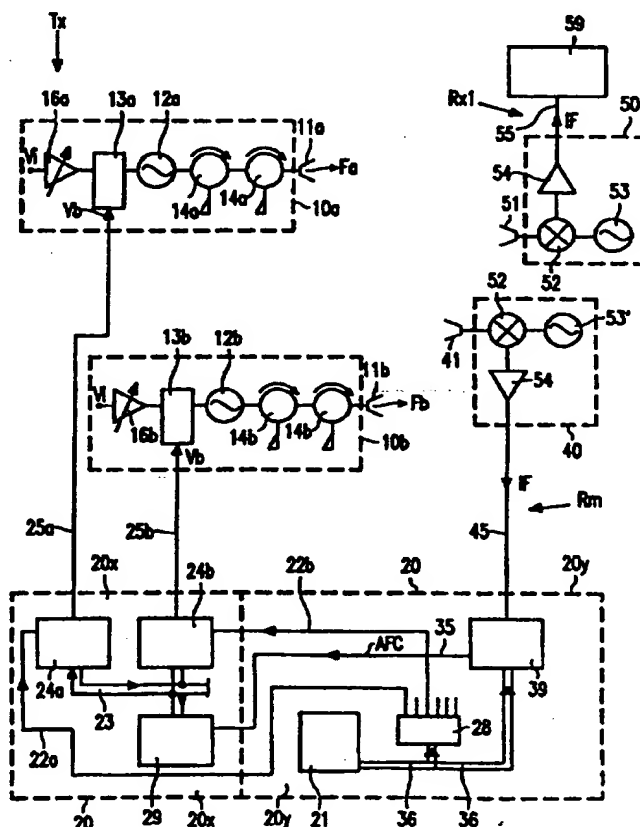 Tx
59
16a
13a
12a
11a
Rx1
55
IF
50
Vi
Fa
54
51
53
Vb
14a
14a
10a
52
52
53'
13b
12b
11b
41
54
Vi
Fb
16b
14b
14b
10b
40
Vb
IF
Rm
25a
25b
45
20x
24b
22b
20
20y
AFC
35
24a
23
39
28
22a
29
21
36
36
20
20x
20y